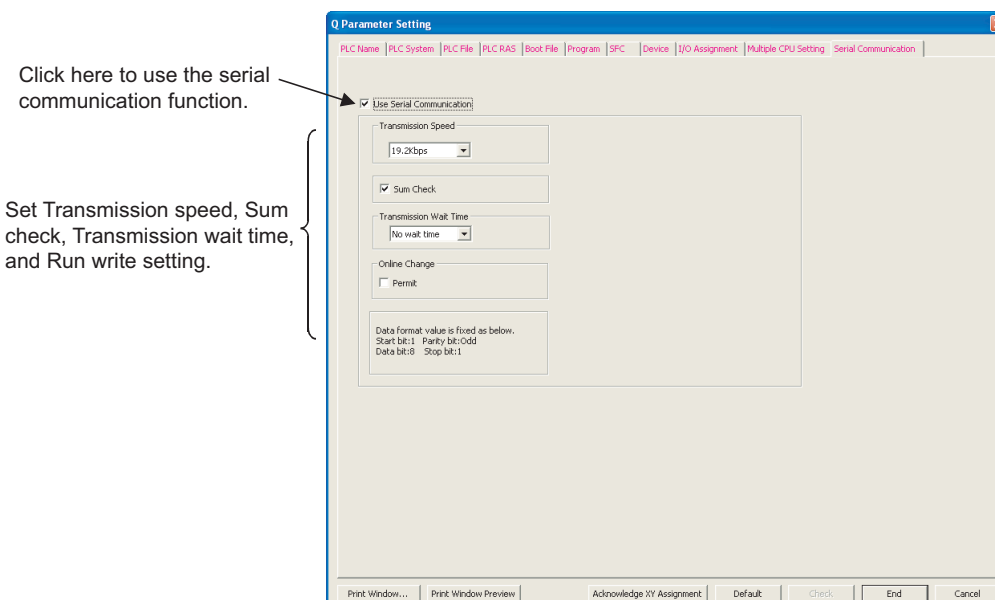 Q Parameter Setting
PLC Name PLC System PLC File PLC RAS Boot File Program SFC Device I/O Assignment Multiple CPU Setting Serial Communication
Click here to use the serial
communication function.
Use Serial Communication
Transmission Speed
19.2Kbps
Sum Check
Set Transmission speed, Sum
check, Transmission wait time,
and Run write setting.
Transmission Wait Time
No wait time
Online Change
Permit
Data format value is fixed as below.
Start bit:1 Parity bit:Odd
Data bit:8 Stop bit:1
Print Window... Print Window Preview Acknowledge XY Assignment Default Check End Cancel